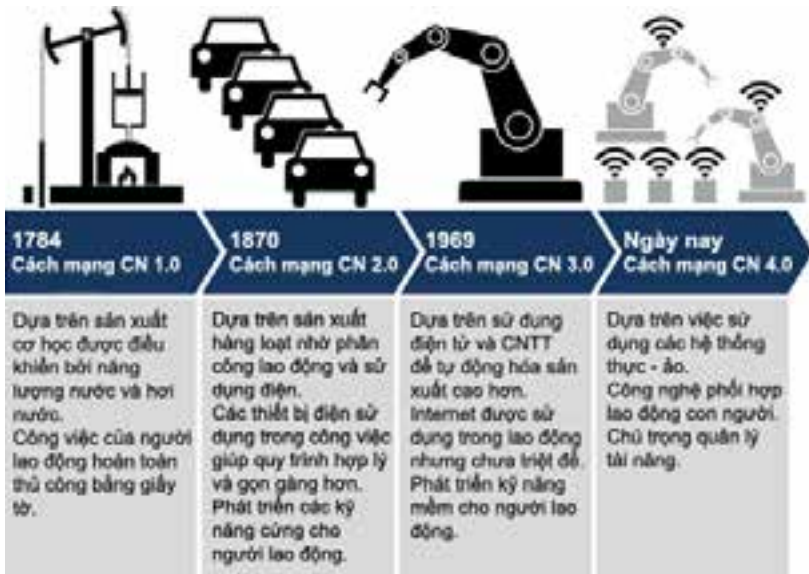 1784
Cách mạng CN 1.0
1870
Cách mạng CN 2.0
1969
Cách mạng CN 3.0
Ngày nay
Cách mạng CN 4.0
Dựa trên sản xuất
cơ học được điều
khiển bởi năng
lượng nước và hơi
nước.
Công việc của người
lao động hoàn toàn
thủ công bằng giấy
tờ.
Dựa trên sản xuất
hàng loạt nhờ phân
công lao động và sử
dụng điện.
Các thiết bị điện sử
dụng trong công việc
giúp quy trình hợp lý
và gọn gàng hơn.
Phát triển các kỹ
năng cứng cho
người lao động.
Dựa trên sử dụng
điện tử và CNTT
để tự động hóa sản
xuất cao hơn.
Internet được sử
dụng trong lao động
nhưng chưa triệt để.
Phát triển kỹ năng
mềm cho người lao
động.
Dựa trên việc sử
dụng các hệ thống
thực - ảo.
Công nghệ phối hợp
lao động con người.
Chú trọng quản lý
tài năng.